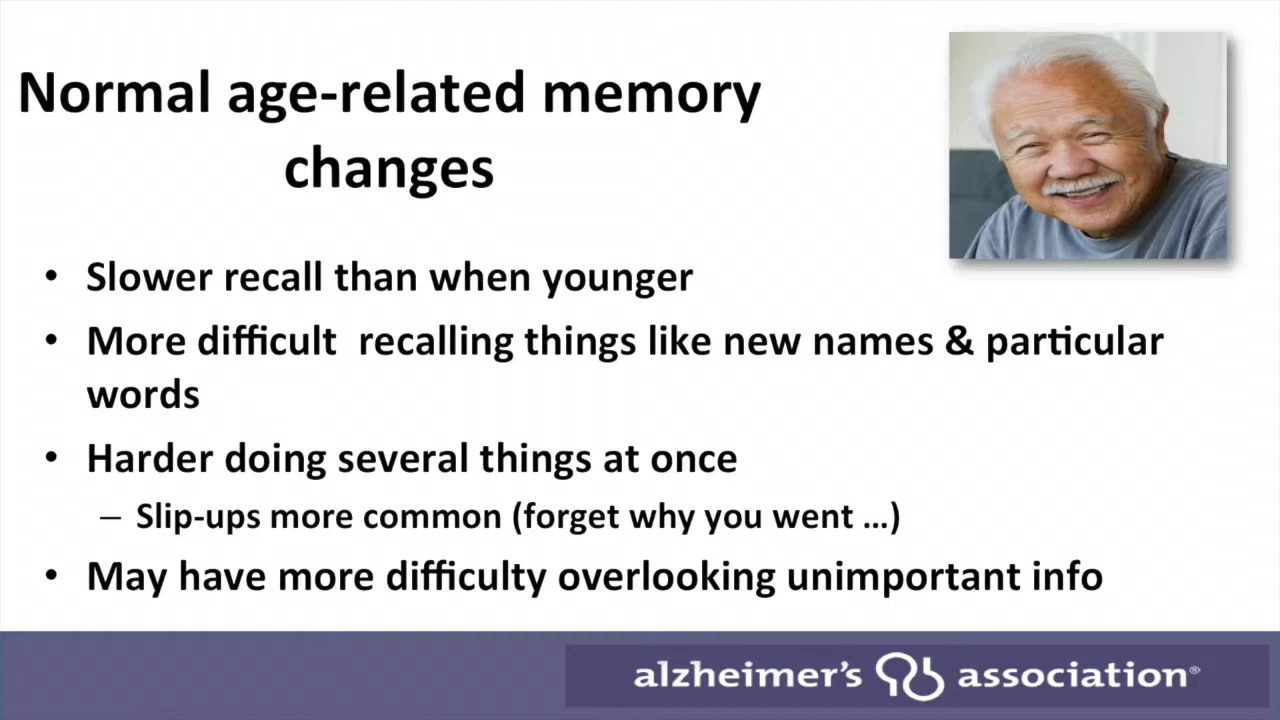 Normal age-related memory
changes
• Slower recall than when younger
• More difficult  recalling things like new names & particular
words
• Harder doing several things at once
– Slip-ups more common (forget why you went …)
• May have more difficulty overlooking unimportant info
alzheimer's association®